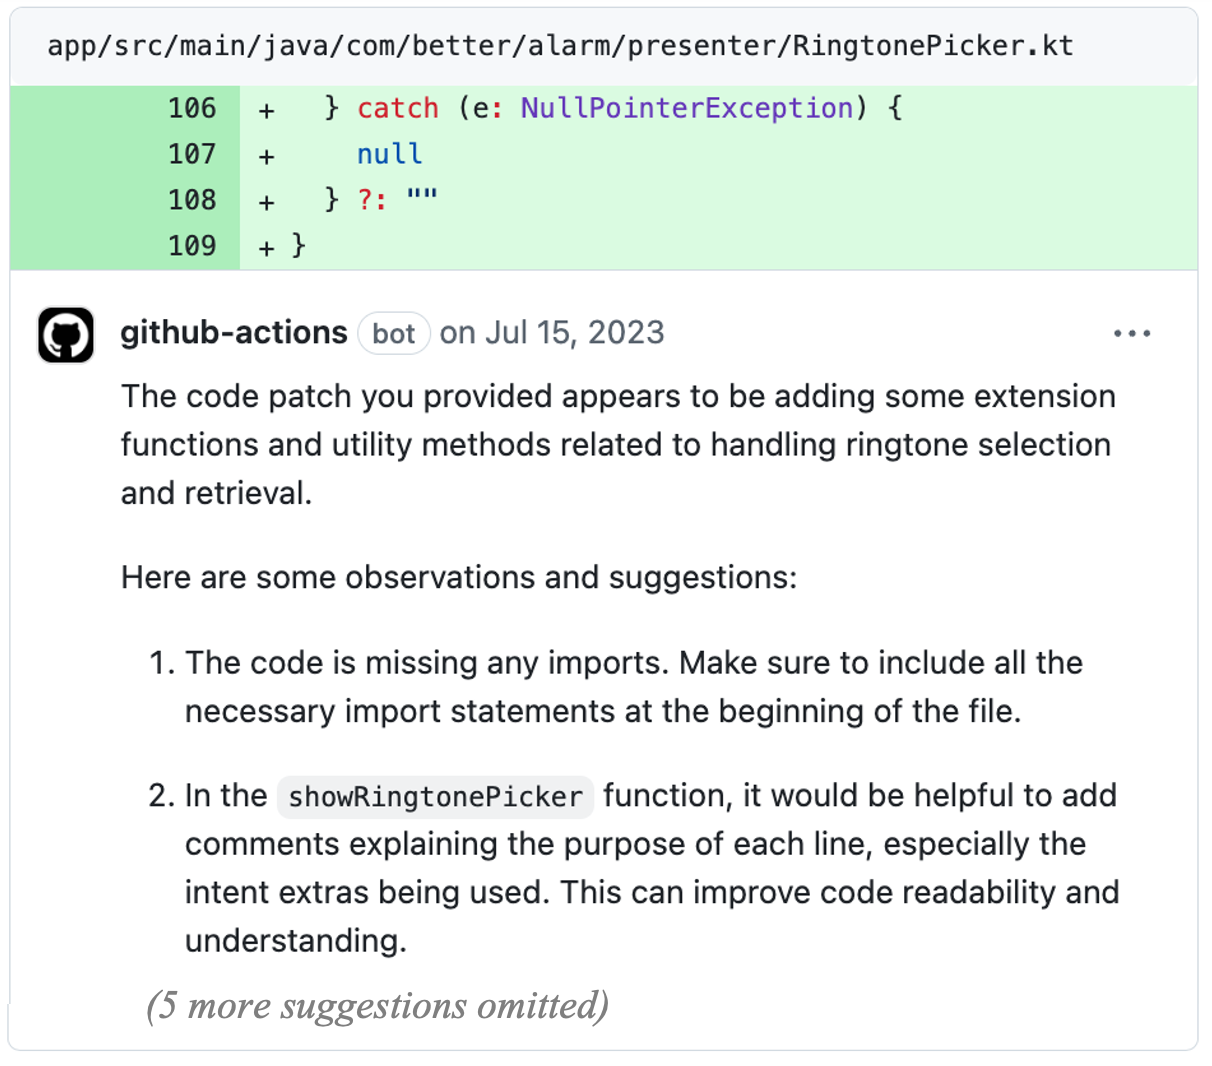 app/src/main/java/com/better/alarm/presenter/RingtonePicker.kt
106 + } catch (e: NullPointerException) {
107 + null
108 + } ?: ""
109 + }
github-actions bot on Jul 15, 2023 ...
The code patch you provided appears to be adding some extension
functions and utility methods related to handling ringtone selection
and retrieval.
Here are some observations and suggestions:
1. The code is missing any imports. Make sure to include all the
necessary import statements at the beginning of the file.
2. In the showRingtonePicker function, it would be helpful to add
comments explaining the purpose of each line, especially the
intent extras being used. This can improve code readability and
understanding.
(5 more suggestions omitted)